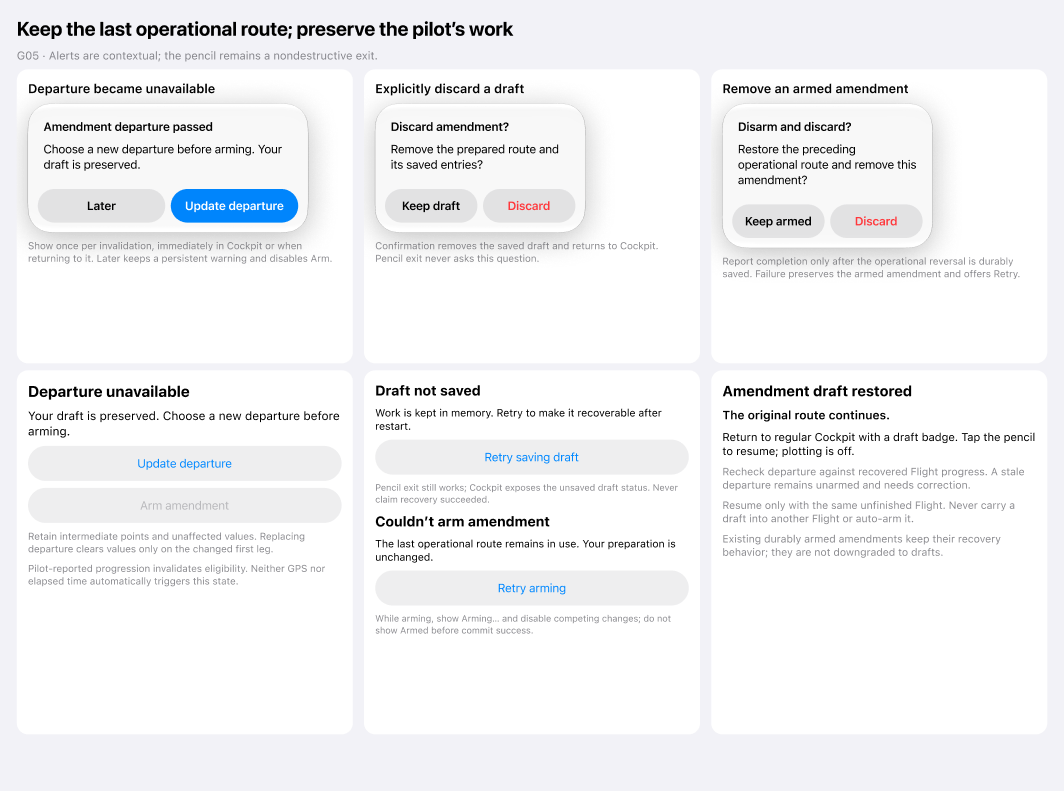 Keep the last operational route; preserve the pilot’s work
G05 · Alerts are contextual; the pencil remains a nondestructive exit.
Departure became unavailable
Amendment departure passed
Choose a new departure before arming. Your
draft is preserved.
Later
Update departure
Show once per invalidation, immediately in Cockpit or when
returning to it. Later keeps a persistent warning and disables Arm.
Explicitly discard a draft
Discard amendment?
Remove the prepared route and
its saved entries?
Keep draft
Discard
Confirmation removes the saved draft and returns to Cockpit.
Pencil exit never asks this question.
Remove an armed amendment
Disarm and discard?
Restore the preceding
operational route and remove this
amendment?
Keep armed
Discard
Report completion only after the operational reversal is durably
saved. Failure preserves the armed amendment and offers Retry.
Departure unavailable
Your draft is preserved. Choose a new departure before
arming.
Update departure
Arm amendment
Retain intermediate points and unaffected values. Replacing
departure clears values only on the changed first leg.
Pilot-reported progression invalidates eligibility. Neither GPS nor
elapsed time automatically triggers this state.
Draft not saved
Work is kept in memory. Retry to make it recoverable after
restart.
Retry saving draft
Pencil exit still works; Cockpit exposes the unsaved draft status. Never
claim recovery succeeded.
Couldn’t arm amendment
The last operational route remains in use. Your preparation is
unchanged.
Retry arming
While arming, show Arming… and disable competing changes; do not
show Armed before commit success.
Amendment draft restored
The original route continues.
Return to regular Cockpit with a draft badge. Tap the pencil
to resume; plotting is off.
Recheck departure against recovered Flight progress. A stale
departure remains unarmed and needs correction.
Resume only with the same unfinished Flight. Never carry a
draft into another Flight or auto-arm it.
Existing durably armed amendments keep their recovery
behavior; they are not downgraded to drafts.